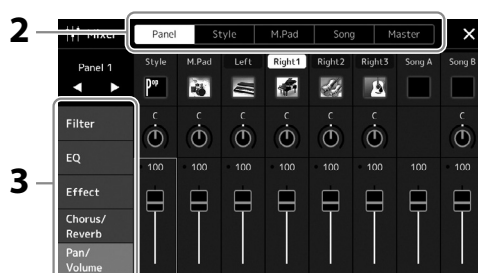 2
Mixer
Panel Style M.Pad Song Master ×
Panel 1
Style M.Pad Left Right1 Right2 Right3 Song A Song B
Pop
C C C C C C C
3
Filter
100 100 100 100 100 100 100 100
EQ
Effect
Chorus/
Reverb
Pan/
Volume